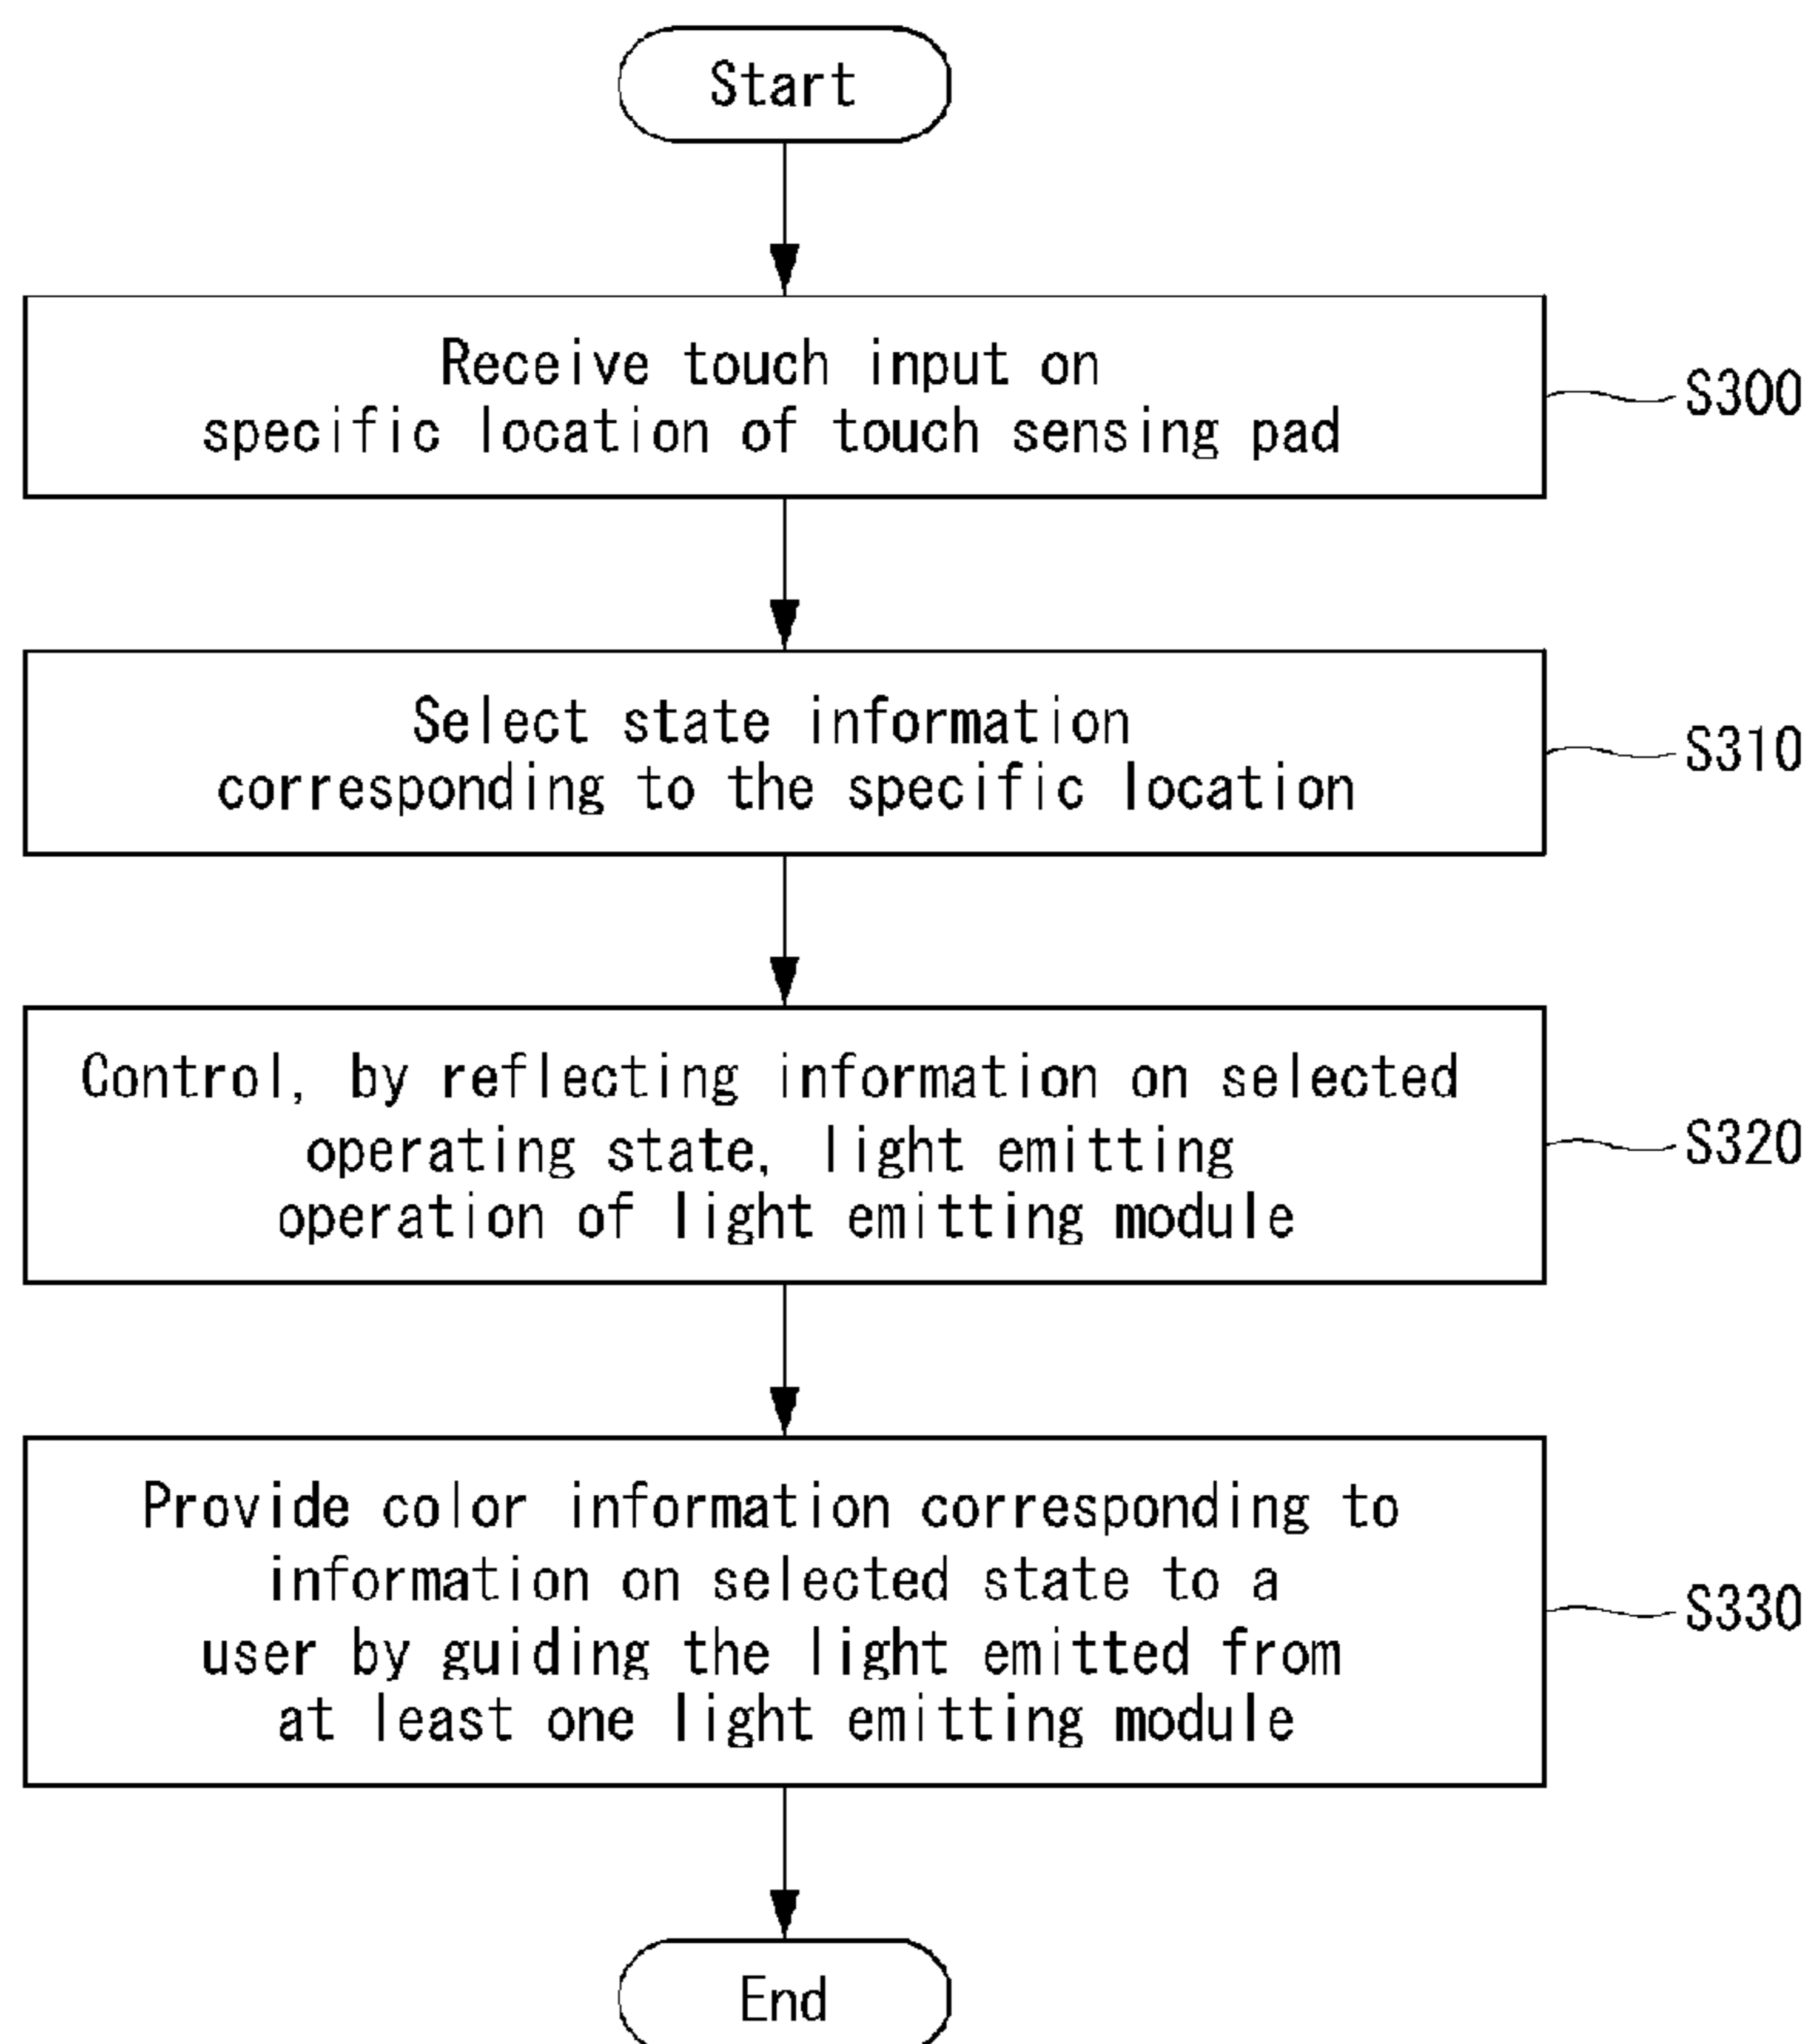 Start
Receive touch input on
specific location of touch sensing pad
S300
Select state information
corresponding to the specific location
S310
Control, by reflecting information on selected
operating state, light emitting
operation of light emitting module
S320
Provide color information corresponding to
information on selected state to a
user by guiding the light emitted from
at least one light emitting module
S330
End